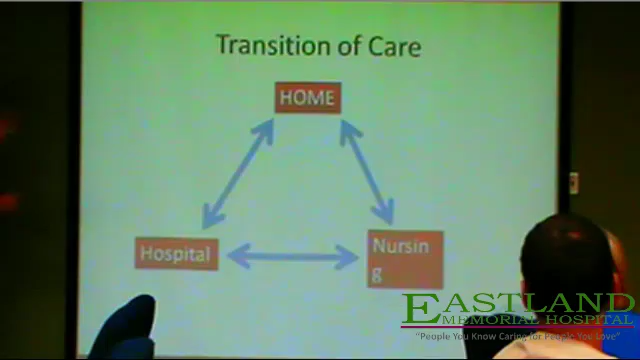 Transition of Care
HOME
Hospital
Nursin
g
EASTLAND
MEMORIAL HOSPITAL
"People You Know Caring for People You Love"